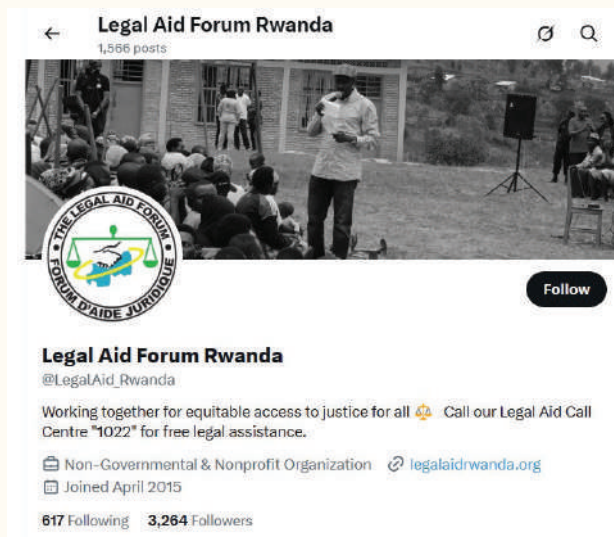 Legal Aid Forum Rwanda
1,566 posts
THE LEGAL AID FORUM
FORUM D'AIDE JURIDIQUE
Follow
Legal Aid Forum Rwanda
@LegalAid_Rwanda
Working together for equitable access to justice for all Call our Legal Aid Call
Centre "1022" for free legal assistance.
Non-Governmental & Nonprofit Organization legalaidrwanda.org
Joined April 2015
617 Following 3,264 Followers